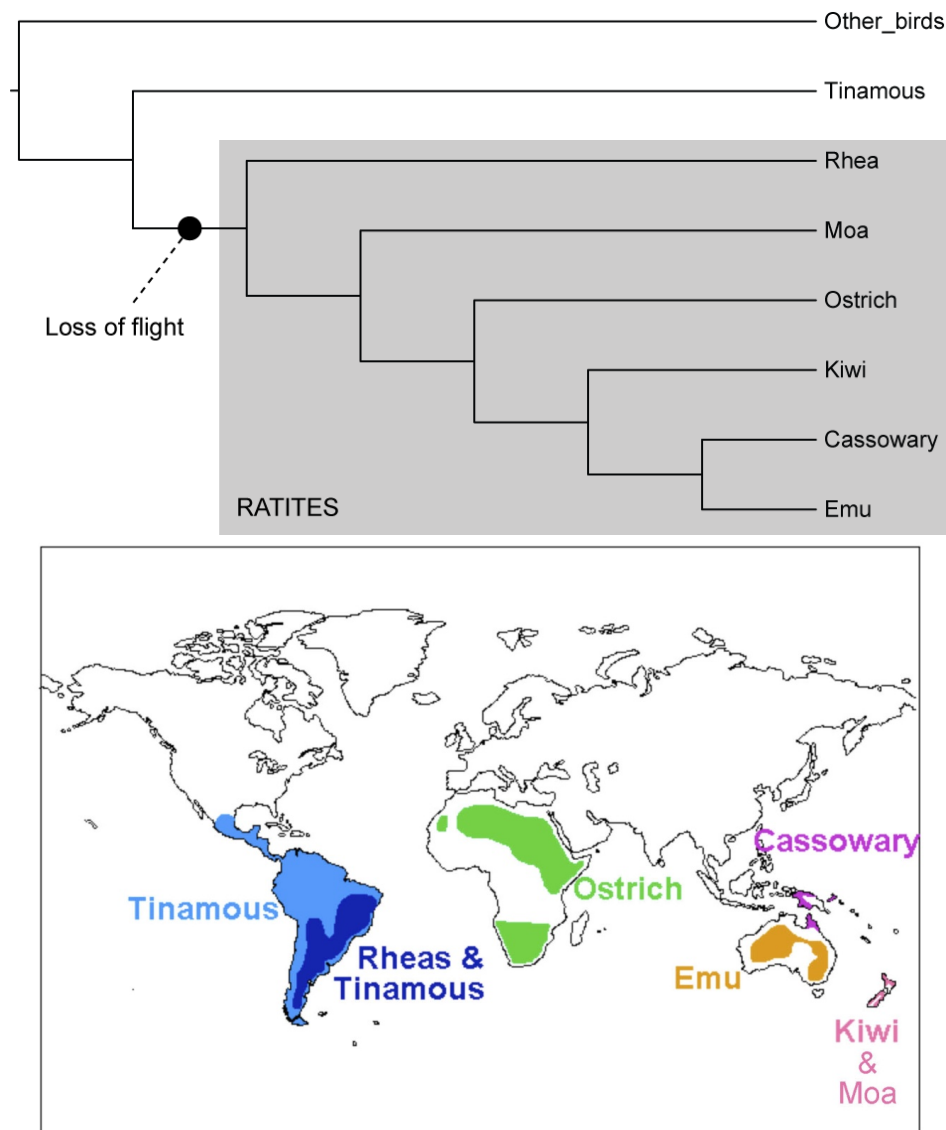 Other_birds
Tinamous
Rhea
Moa
Ostrich
Loss of flight
Kiwi
Cassowary
RATITES
Emu
Cassowary
Tinamous
Ostrich
Rheas &
Tinamous
Emu
Kiwi
&
Moa